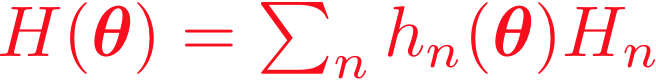 H(𝜽) = ∑ₙ hₙ(𝜽)Hₙ